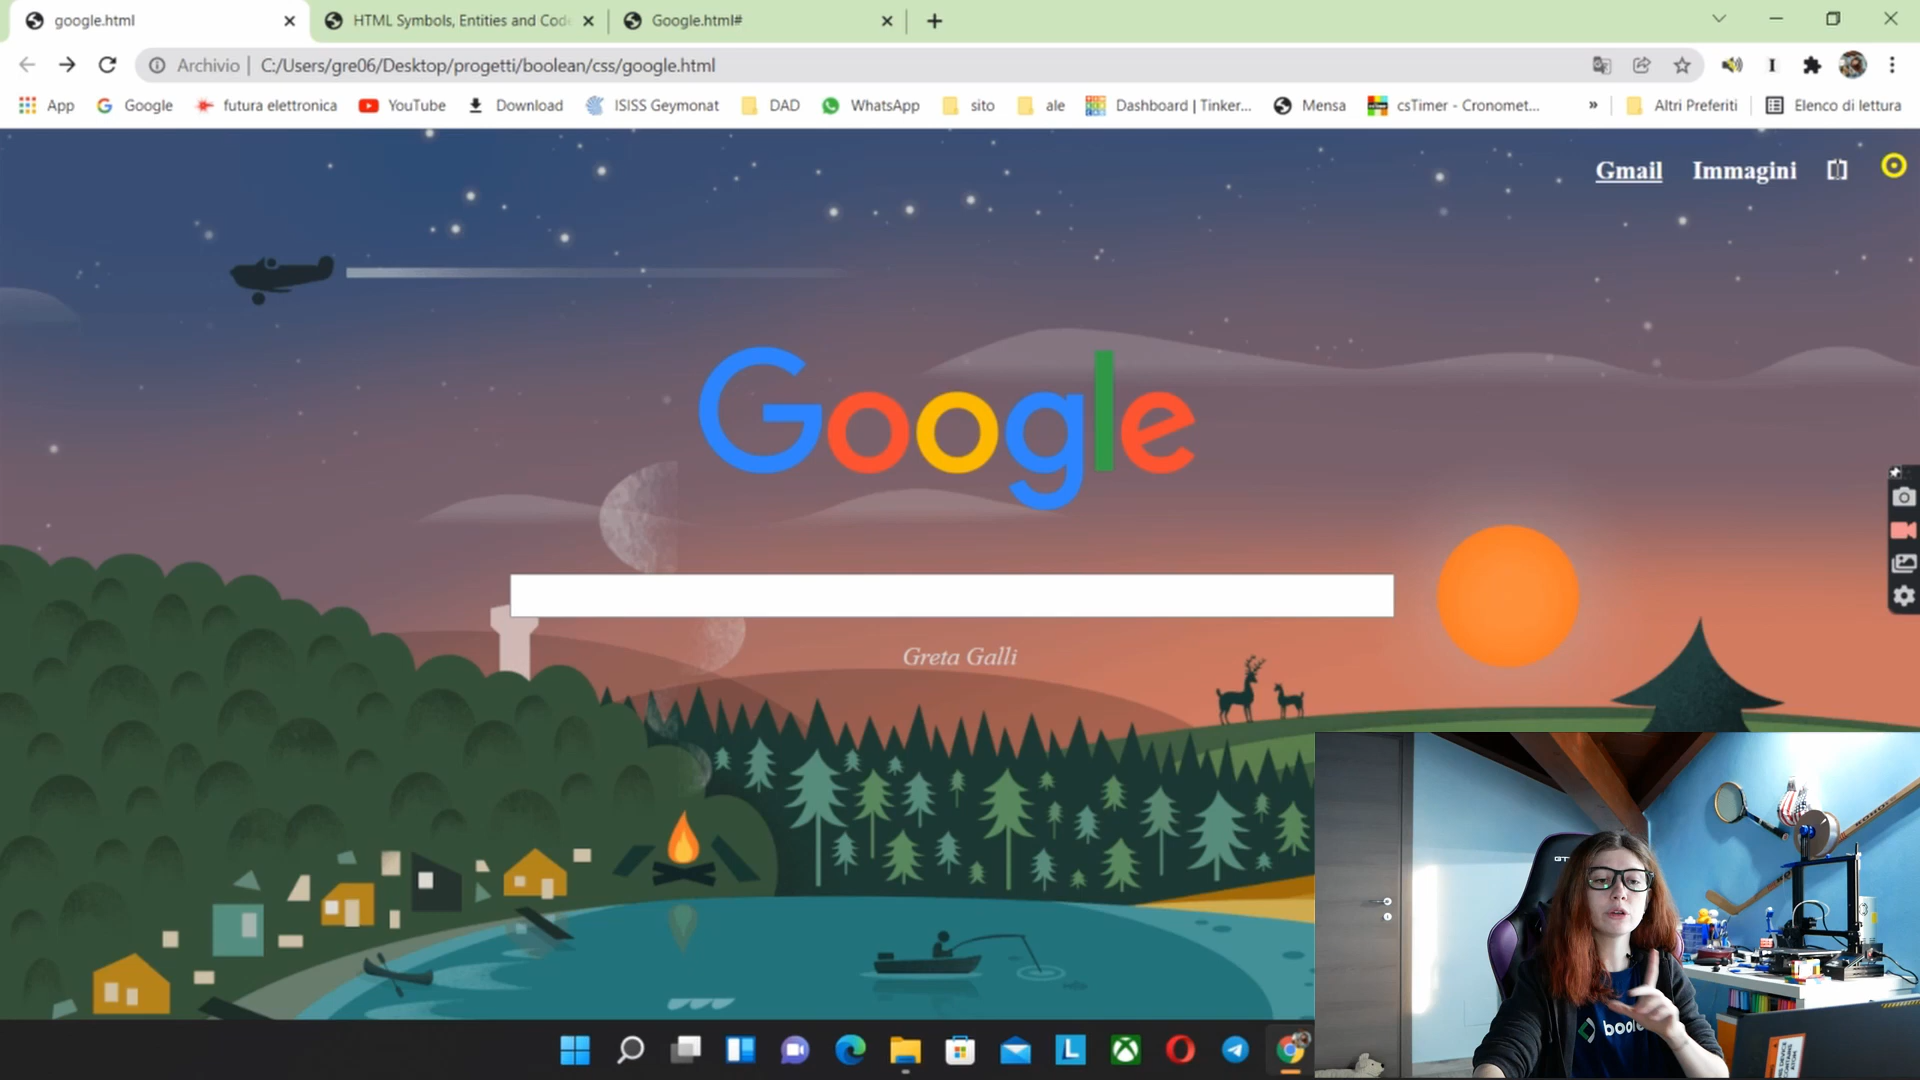 google.html
HTML Symbols, Entities and Cod
Google.html#
Archivio | C:/Users/gre06/Desktop/progetti/boolean/css/google.html
App
Google
futura elettronica
YouTube
Download
ISISS Geymonat
DAD
WhatsApp
sito
ale
Dashboard | Tinker...
Mensa
csTimer - Cronomet...
»
Altri Preferiti
Elenco di lettura
Gmail
Immagini
Google
Greta Galli
GT
boole